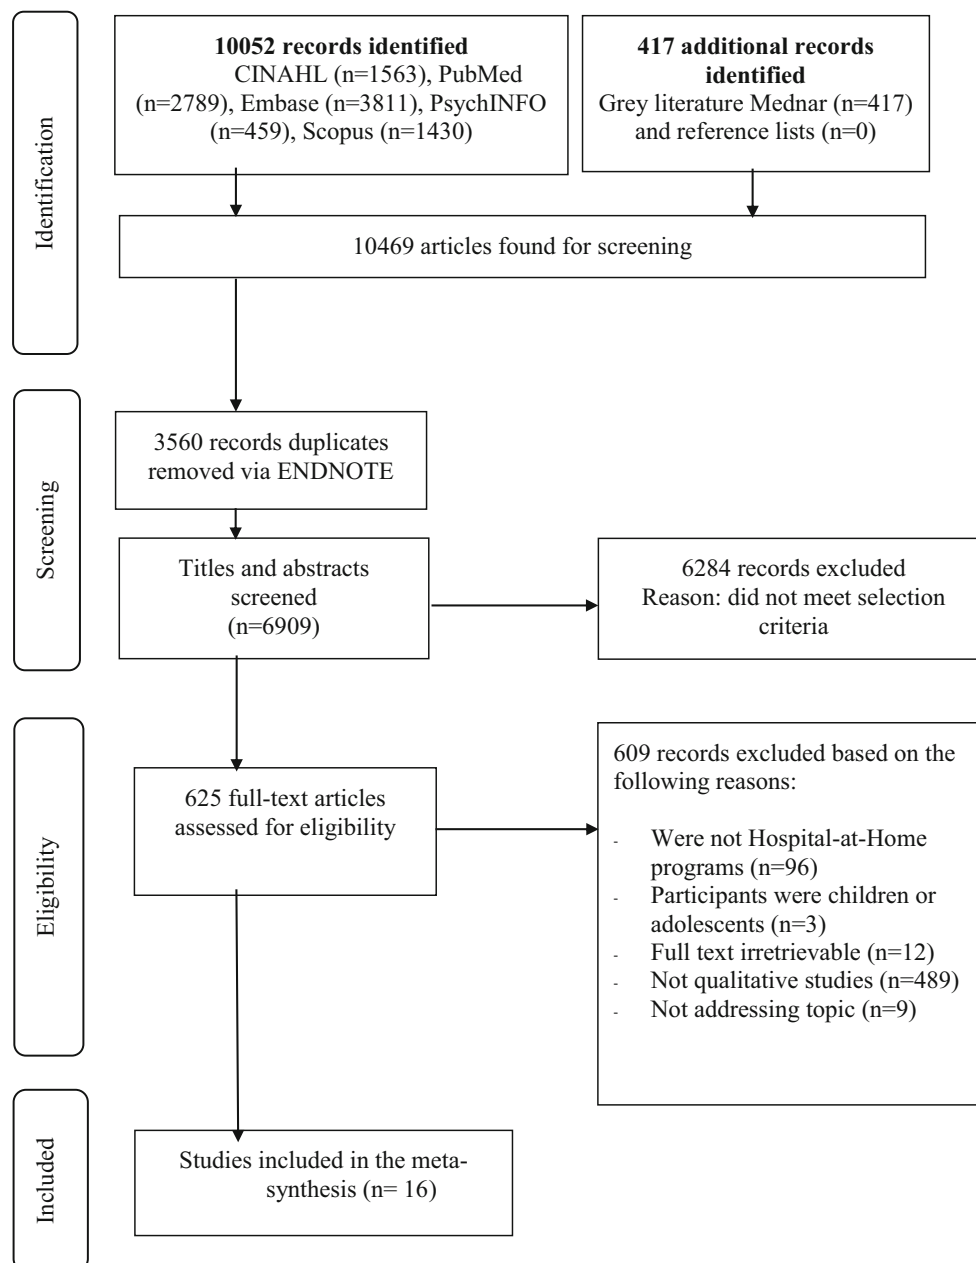 Identification
10052 records identified
CINAHL (n=1563), PubMed
(n=2789), Embase (n=3811), PsychINFO
(n=459), Scopus (n=1430)
417 additional records
identified
Grey literature Mednar (n=417)
and reference lists (n=0)
10469 articles found for screening
Screening
3560 records duplicates
removed via ENDNOTE
Titles and abstracts
screened
(n=6909)
6284 records excluded
Reason: did not meet selection
criteria
Eligibility
625 full-text articles
assessed for eligibility
609 records excluded based on the
following reasons:
- Were not Hospital-at-Home
programs (n=96)
- Participants were children or
adolescents (n=3)
- Full text irretrievable (n=12)
- Not qualitative studies (n=489)
- Not addressing topic (n=9)
Included
Studies included in the meta-
synthesis (n= 16)